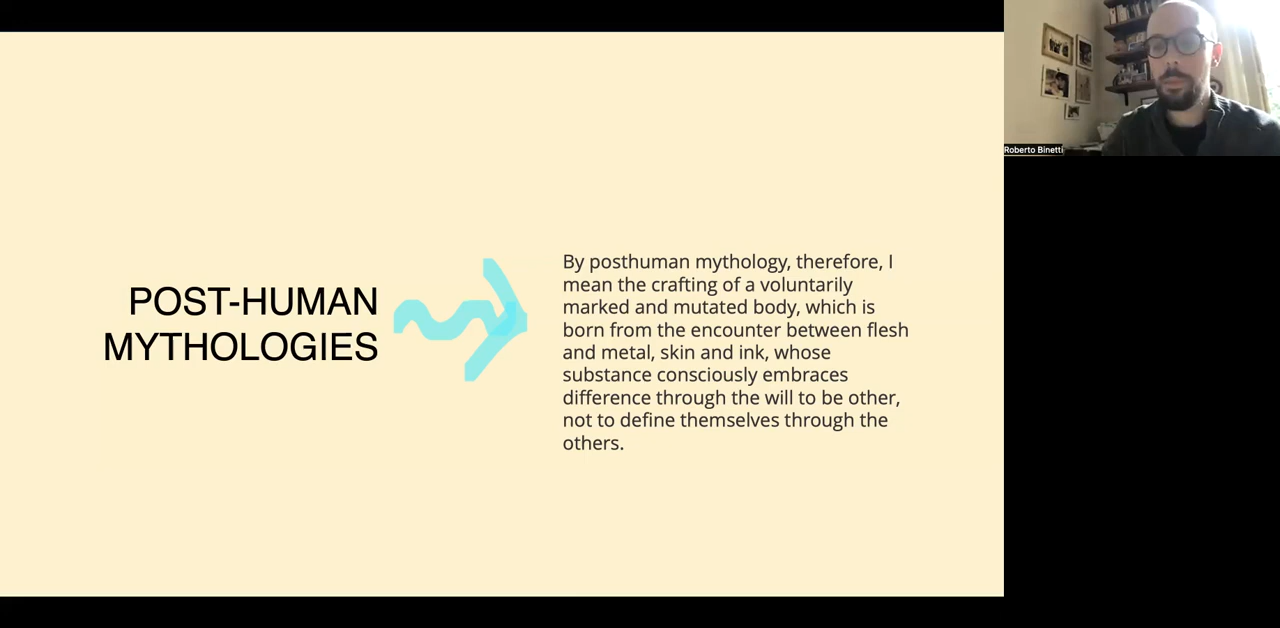 POST-HUMAN
MYTHOLOGIES
By posthuman mythology, therefore, I
mean the crafting of a voluntarily
marked and mutated body, which is
born from the encounter between flesh
and metal, skin and ink, whose
substance consciously embraces
difference through the will to be other,
not to define themselves through the
others.
Roberto Binetti